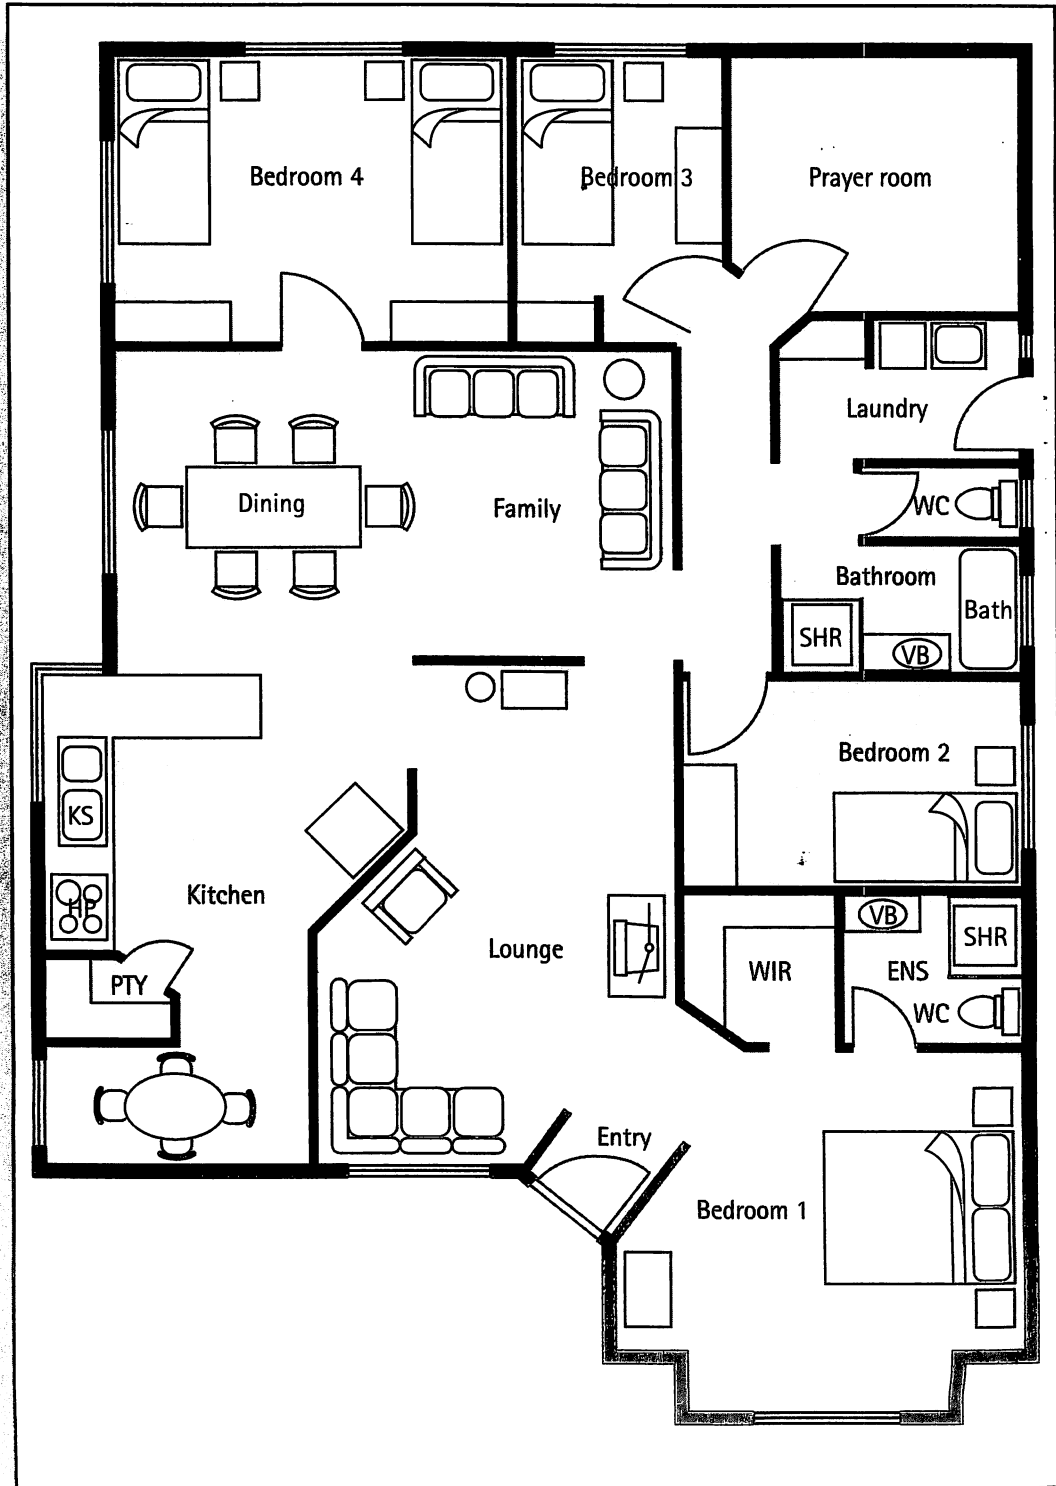 Bedroom 4
Bedroom 3
Prayer room
Laundry
Dining
Family
WC
Bathroom
Bath
SHR
VB
Bedroom 2
KS
HP
Kitchen
VB
SHR
Lounge
WIR
ENS
PTY
WC
Entry
Bedroom 1